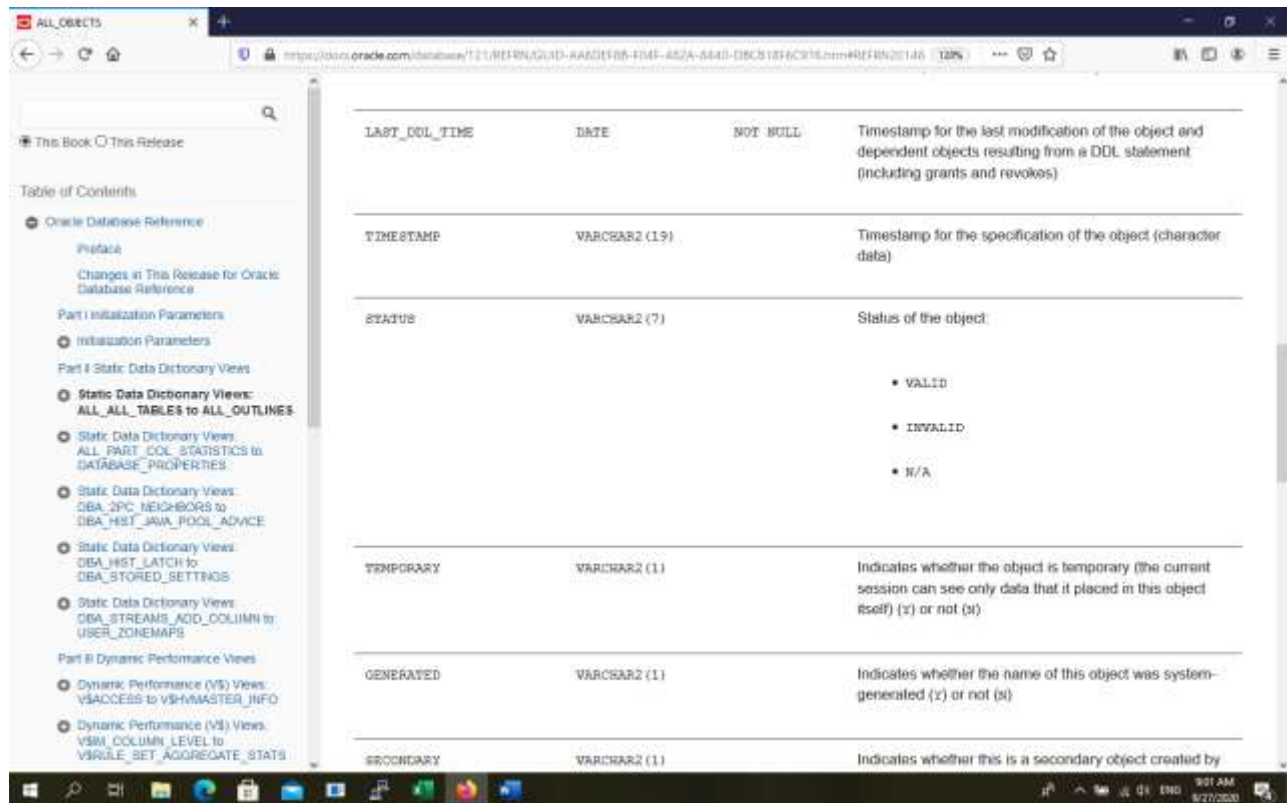 ALL_OBJECTS
120%
This Book This Release
Table of Contents
Oracle Database Reference
Preface
Changes in This Release for Oracle
Database Reference
Part I Initialization Parameters
Initialization Parameters
Part II Static Data Dictionary Views
Static Data Dictionary Views:
ALL_ALL_TABLES to ALL_OUTLINES
Static Data Dictionary Views:
ALL_PART_COL_STATISTICS to
DATABASE_PROPERTIES
Static Data Dictionary Views:
DBA_2PC_NEIGHBORS to
DBA_HIST_JAVA_POOL_ADVICE
Static Data Dictionary Views:
DBA_HIST_LATCH to
DBA_STORED_SETTINGS
Static Data Dictionary Views:
DBA_STREAMS_ADD_COLUMN to
USER_ZONEMAPS
Part III Dynamic Performance Views
Dynamic Performance (V$) Views:
V$ACCESS to V$HVMASTER_INFO
Dynamic Performance (V$) Views:
V$IM_COLUMN_LEVEL to
V$RULE_SET_AGGREGATE_STATS
LAST_DDL_TIME DATE NOT NULL Timestamp for the last modification of the object and
dependent objects resulting from a DDL statement
(including grants and revokes)
TIMESTAMP VARCHAR2(19) Timestamp for the specification of the object (character
data)
STATUS VARCHAR2(7) Status of the object:
• VALID
• INVALID
• N/A
TEMPORARY VARCHAR2(1) Indicates whether the object is temporary (the current
session can see only data that it placed in this object
itself) (Y) or not (N)
GENERATED VARCHAR2(1) Indicates whether the name of this object was system-
generated (Y) or not (N)
SECONDARY VARCHAR2(1) Indicates whether this is a secondary object created by
ENG
9:01 AM
9/27/2020